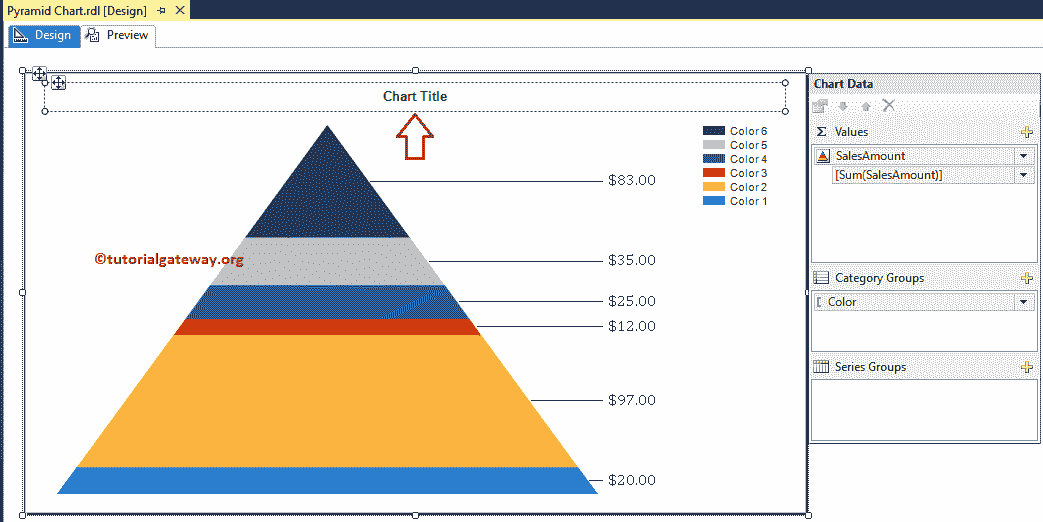 Pyramid Chart.rdl [Design]
Design
Preview
Chart Title
Color 6
Color 5
Color 4
Color 3
Color 2
Color 1
$83.00
$35.00
$25.00
$12.00
$97.00
$20.00
©tutorialgateway.org
Chart Data
Σ Values
SalesAmount
[Sum(SalesAmount)]
Category Groups
Color
Series Groups